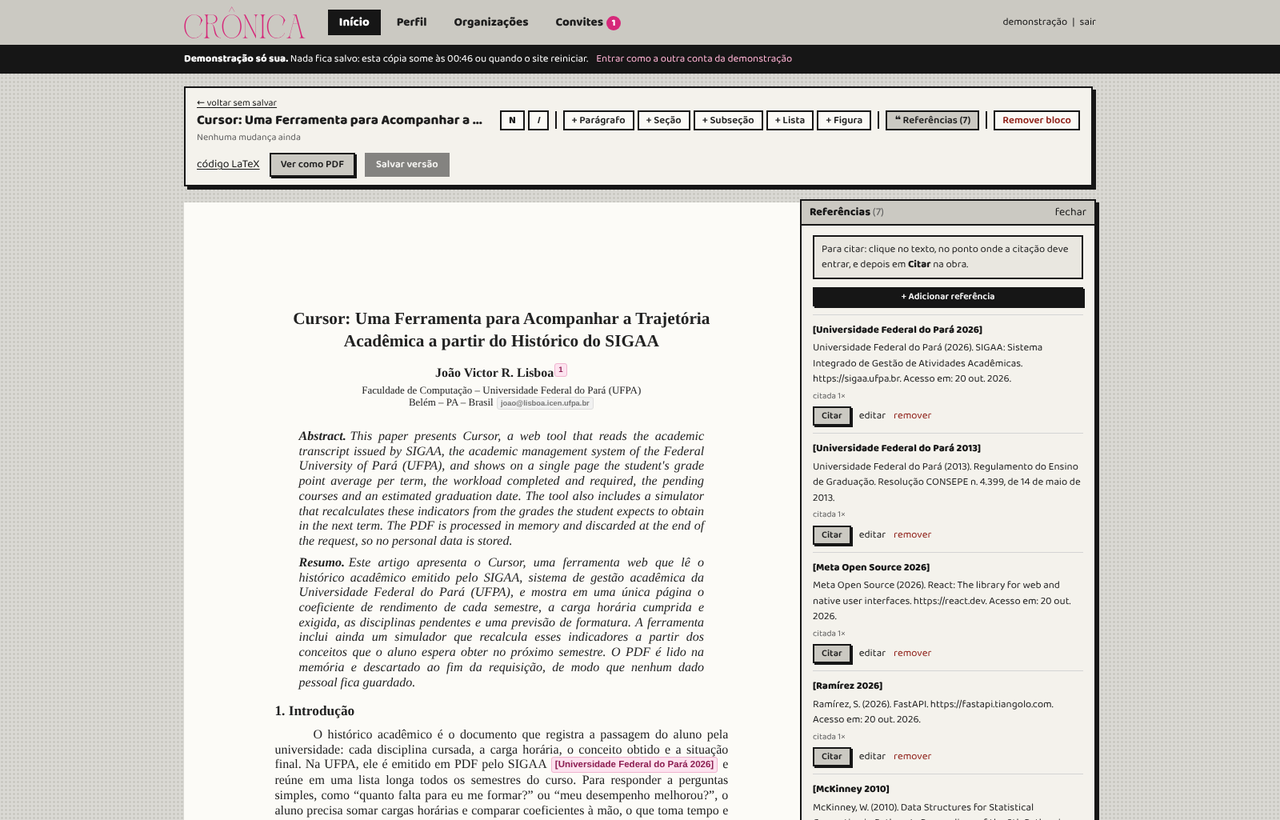 CRÔNICA
Início
Perfil
Organizações
Convites 1
demonstração | sair
Demonstração só sua. Nada fica salvo: esta cópia some às 00:46 ou quando o site reiniciar. Entrar como a outra conta da demonstração
← voltar sem salvar
Cursor: Uma Ferramenta para Acompanhar a ...
Nenhuma mudança ainda
N
I
+ Parágrafo
+ Seção
+ Subseção
+ Lista
+ Figura
❝ Referências (7)
Remover bloco
código LaTeX
Ver como PDF
Salvar versão
Cursor: Uma Ferramenta para Acompanhar a Trajetória
Acadêmica a partir do Histórico do SIGAA
João Victor R. Lisboa 1
Faculdade de Computação – Universidade Federal do Pará (UFPA)
Belém – PA – Brasil joao@lisboa.icen.ufpa.br
Abstract. This paper presents Cursor, a web tool that reads the academic
transcript issued by SIGAA, the academic management system of the Federal
University of Pará (UFPA), and shows on a single page the student's grade
point average per term, the workload completed and required, the pending
courses and an estimated graduation date. The tool also includes a simulator
that recalculates these indicators from the grades the student expects to obtain
in the next term. The PDF is processed in memory and discarded at the end of
the request, so no personal data is stored.
Resumo. Este artigo apresenta o Cursor, uma ferramenta web que lê o
histórico acadêmico emitido pelo SIGAA, sistema de gestão acadêmica da
Universidade Federal do Pará (UFPA), e mostra em uma única página o
coeficiente de rendimento de cada semestre, a carga horária cumprida e
exigida, as disciplinas pendentes e uma previsão de formatura. A ferramenta
inclui ainda um simulador que recalcula esses indicadores a partir dos
conceitos que o aluno espera obter no próximo semestre. O PDF é lido na
memória e descartado ao fim da requisição, de modo que nenhum dado
pessoal fica guardado.
1. Introdução
O histórico acadêmico é o documento que registra a passagem do aluno pela
universidade: cada disciplina cursada, a carga horária, o conceito obtido e a situação
final. Na UFPA, ele é emitido em PDF pelo SIGAA [Universidade Federal do Pará 2026] e
reúne em uma lista longa todos os semestres do curso. Para responder a perguntas
simples, como “quanto falta para eu me formar?” ou “meu desempenho melhorou?”, o
aluno precisa somar cargas horárias e comparar coeficientes à mão, o que toma tempo e
Referências (7)
fechar
Para citar: clique no texto, no ponto onde a citação deve
entrar, e depois em Citar na obra.
+ Adicionar referência
[Universidade Federal do Pará 2026]
Universidade Federal do Pará (2026). SIGAA: Sistema
Integrado de Gestão de Atividades Acadêmicas.
https://sigaa.ufpa.br. Acesso em: 20 out. 2026.
citada 1×
Citar editar remover
[Universidade Federal do Pará 2013]
Universidade Federal do Pará (2013). Regulamento do Ensino
de Graduação. Resolução CONSEPE n. 4.399, de 14 de maio de
2013.
citada 1×
Citar editar remover
[Meta Open Source 2026]
Meta Open Source (2026). React: The library for web and
native user interfaces. https://react.dev. Acesso em: 20 out.
2026.
citada 1×
Citar editar remover
[Ramírez 2026]
Ramírez, S. (2026). FastAPI. https://fastapi.tiangolo.com.
Acesso em: 20 out. 2026.
citada 1×
Citar editar remover
[McKinney 2010]
McKinney, W. (2010). Data Structures for Statistical